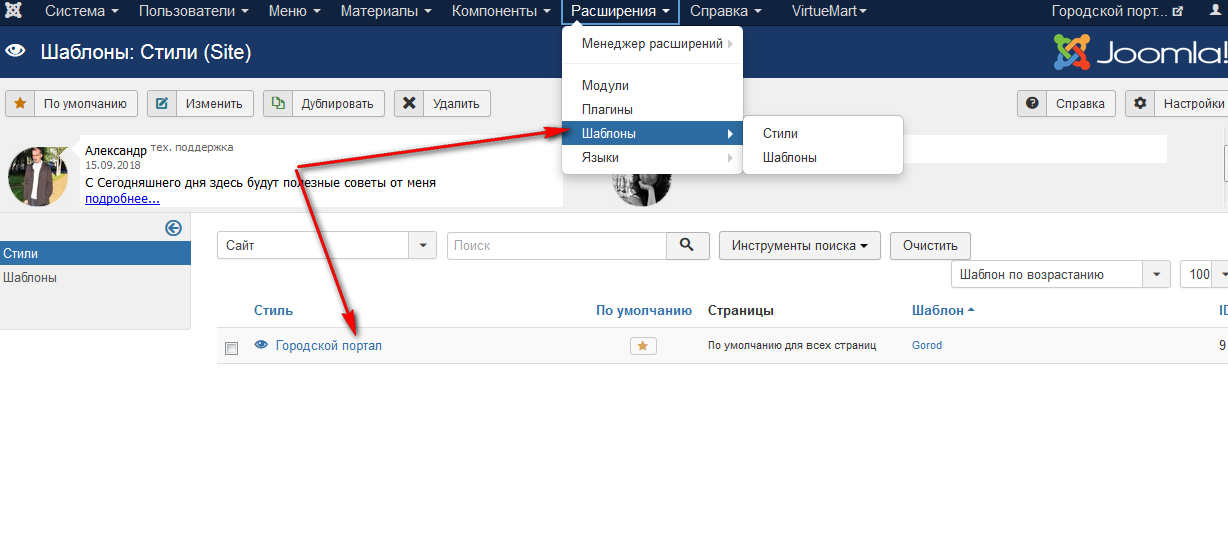 Система Пользователи Меню Материалы Компоненты Расширения Справка VirtueMart Городской порт...
Шаблоны: Стили (Site)
Joomla!
Менеджер расширений
Модули
Плагины
Шаблоны
Языки
Стили
Шаблоны
По умолчанию Изменить Дублировать Удалить Справка Настройки
Александр тех. поддержка
15.09.2018
С Сегодняшнего дня здесь будут полезные советы от меня
подробнее...
Стили
Шаблоны
Сайт Поиск Инструменты поиска Очистить
Шаблон по возрастанию 100
Стиль По умолчанию Страницы Шаблон ID
Городской портал По умолчанию для всех страниц Gorod 9